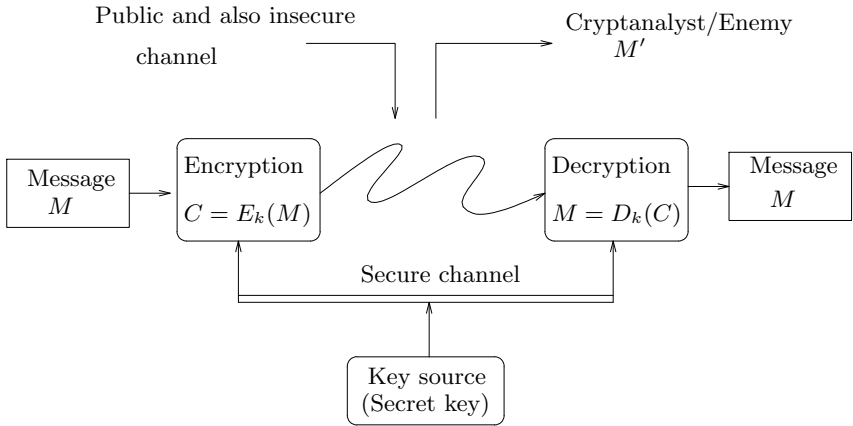 Public and also insecure
channel
Cryptanalyst/Enemy
M′
Message
M
Encryption
C = E_k(M)
Decryption
M = D_k(C)
Message
M
Secure channel
Key source
(Secret key)